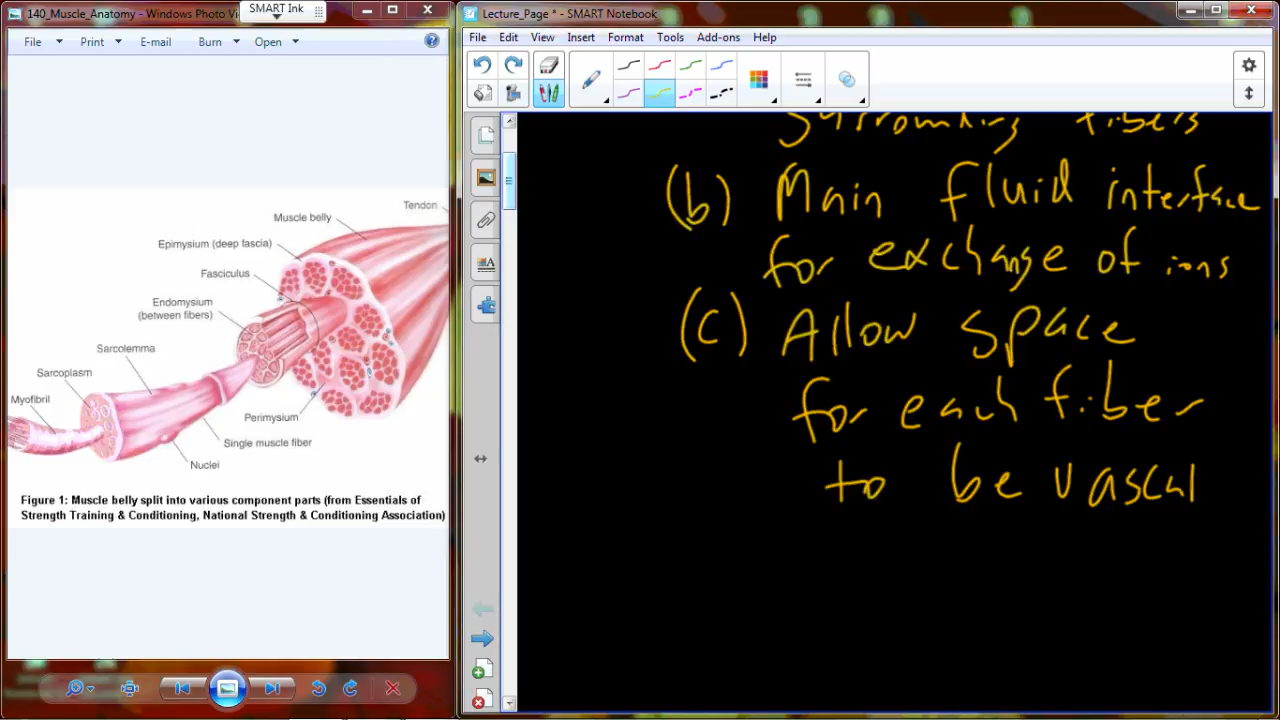 140_Muscle_Anatomy - Windows Photo Vi
SMART Ink
File Print E-mail Burn Open
Tendon
Muscle belly
Epimysium (deep fascia)
Fasciculus
Endomysium
(between fibers)
Sarcolemma
Sarcoplasm
Myofibril
Perimysium
Single muscle fiber
Nuclei
Figure 1: Muscle belly split into various component parts (from Essentials of
Strength Training & Conditioning, National Strength & Conditioning Association)
Lecture_Page * - SMART Notebook
File Edit View Insert Format Tools Add-ons Help
surrounding fibers
(b) Main fluid interface
for exchange of ions
(c) Allow space
for each fiber
to be vascul